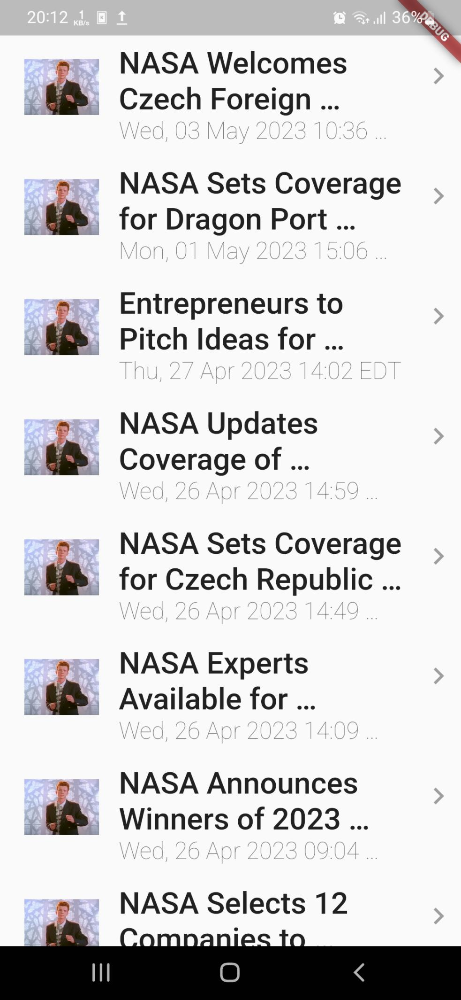 20:12 1 KB/s K 36%
DEBUG
NASA Welcomes
Czech Foreign ...
Wed, 03 May 2023 10:36 ...
NASA Sets Coverage
for Dragon Port ...
Mon, 01 May 2023 15:06 ...
Entrepreneurs to
Pitch Ideas for ...
Thu, 27 Apr 2023 14:02 EDT
NASA Updates
Coverage of ...
Wed, 26 Apr 2023 14:59 ...
NASA Sets Coverage
for Czech Republic ...
Wed, 26 Apr 2023 14:49 ...
NASA Experts
Available for ...
Wed, 26 Apr 2023 14:09 ...
NASA Announces
Winners of 2023 ...
Wed, 26 Apr 2023 09:04 ...
NASA Selects 12
Companies to ...